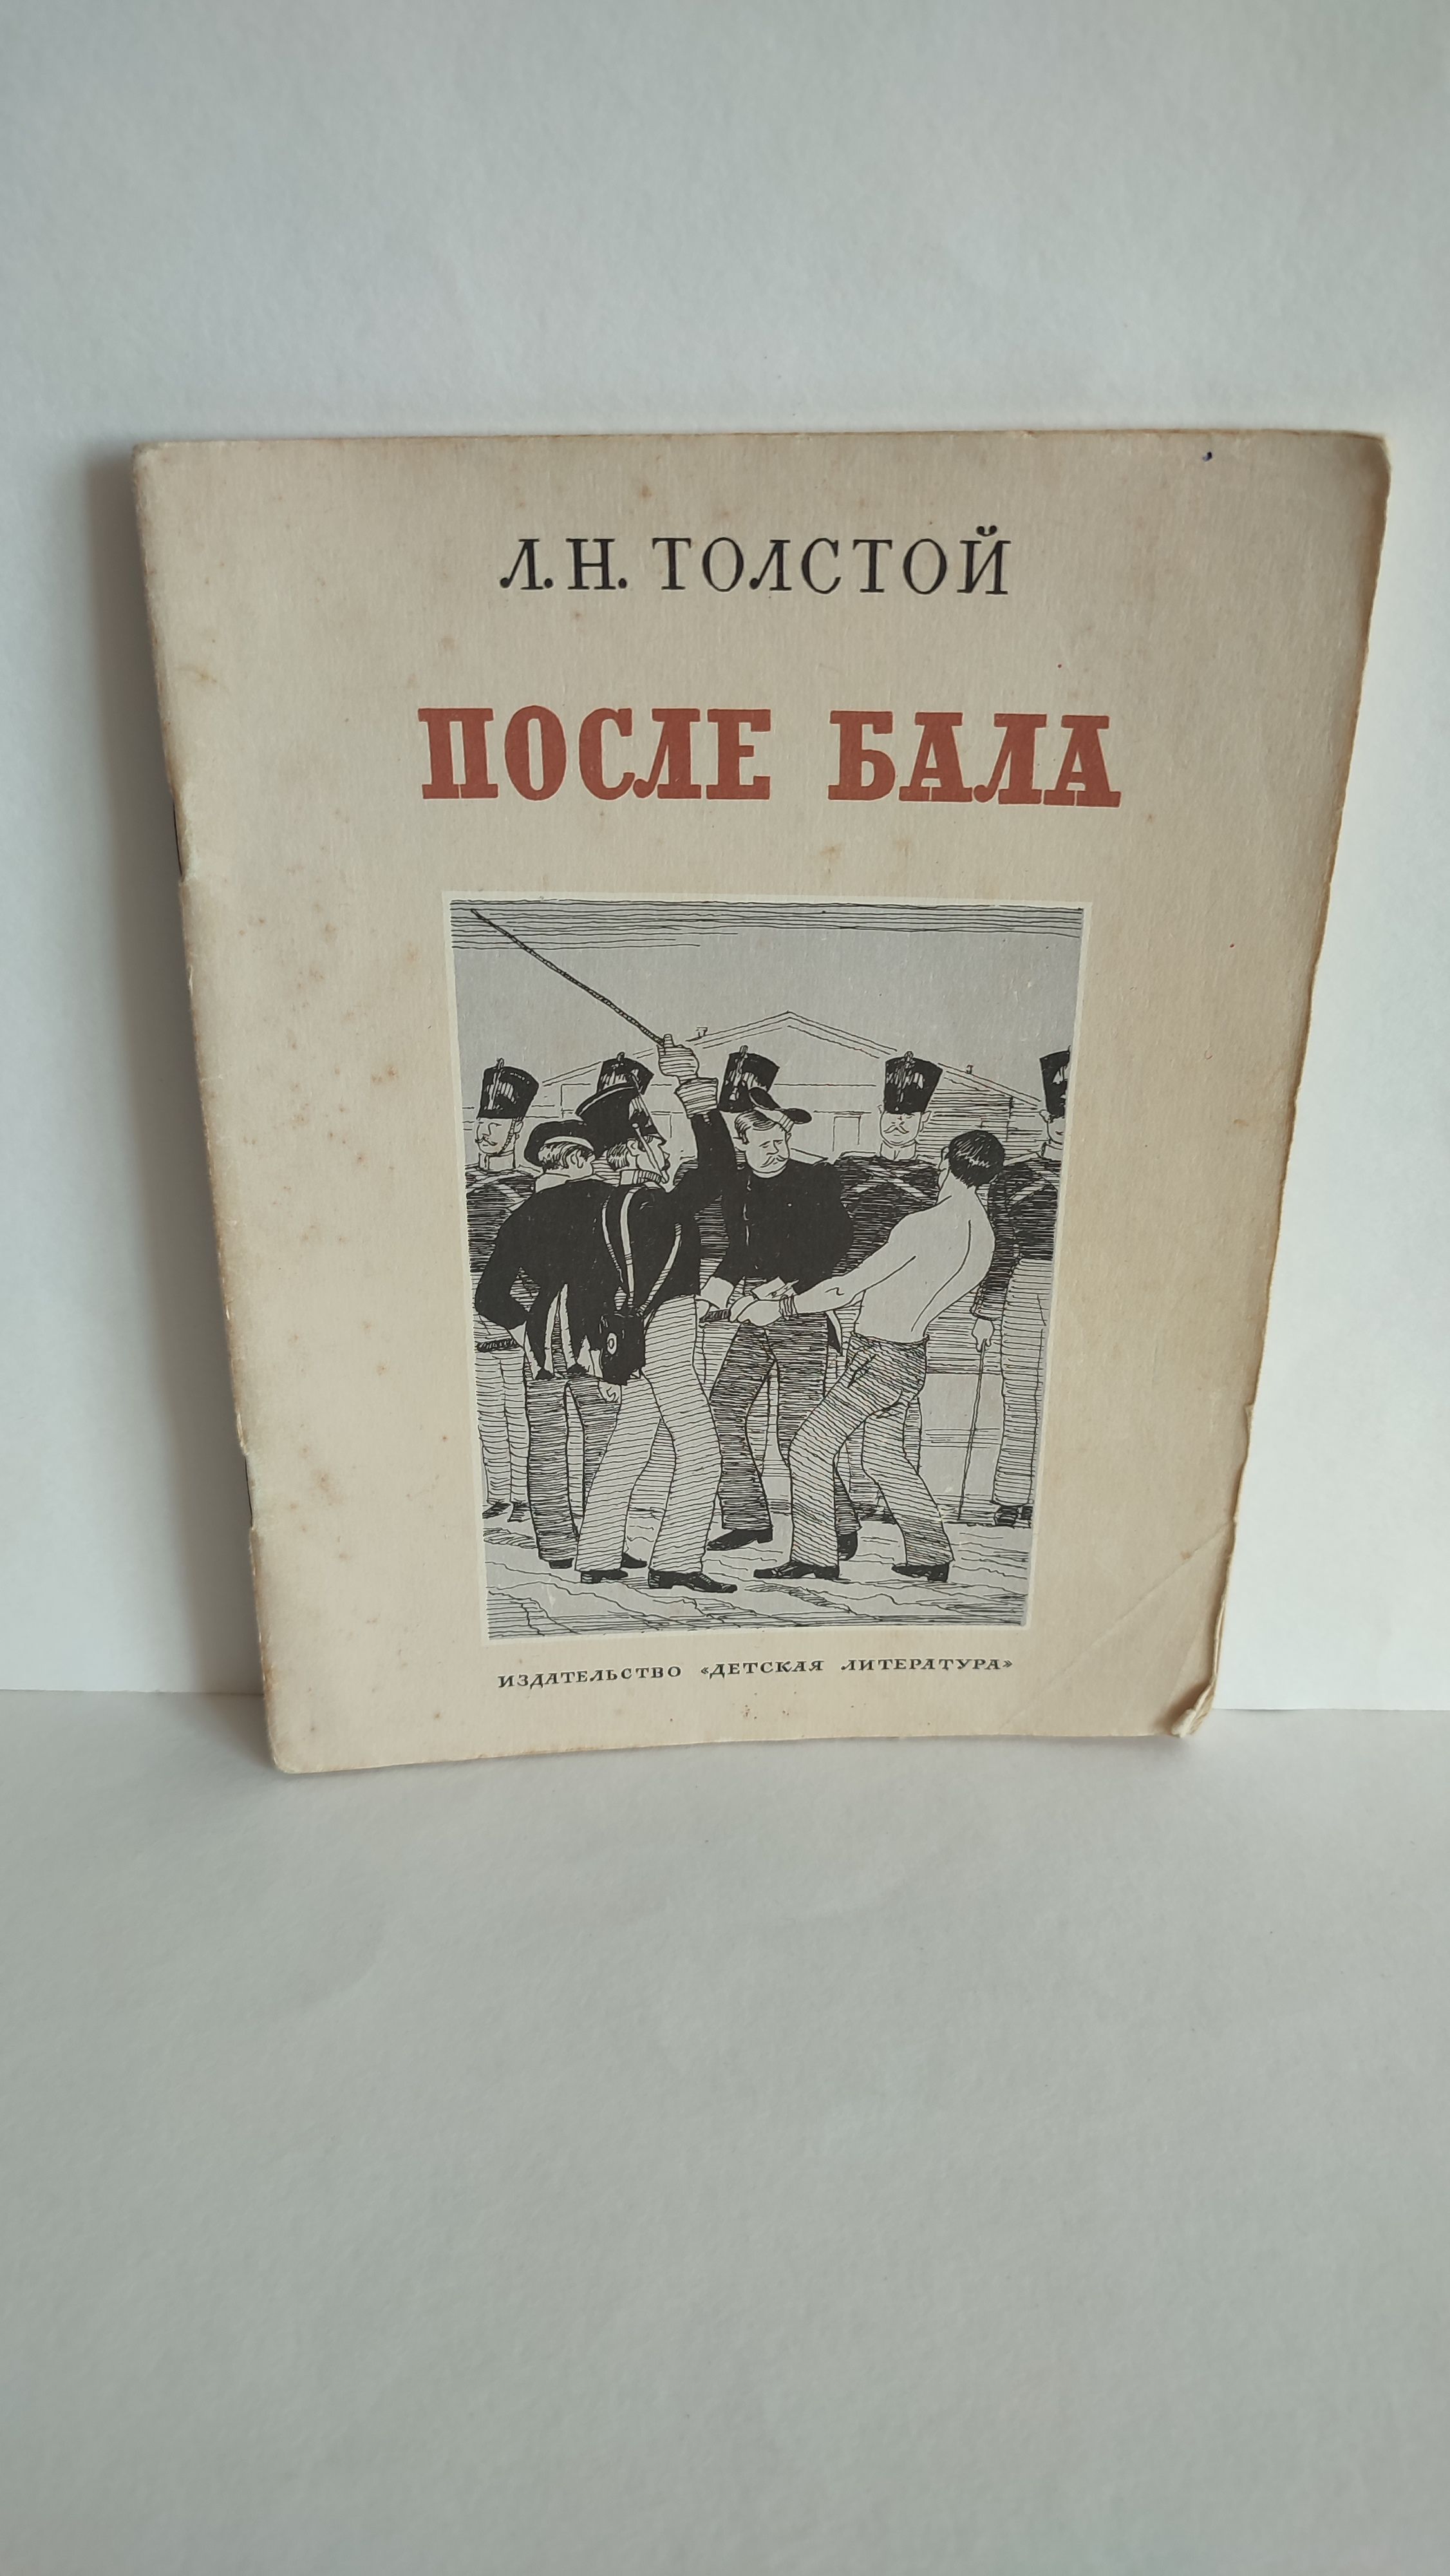 Л. Н. ТОЛСТОЙ
ПОСЛЕ БАЛА
ИЗДАТЕЛЬСТВО «ДЕТСКАЯ ЛИТЕРАТУРА»